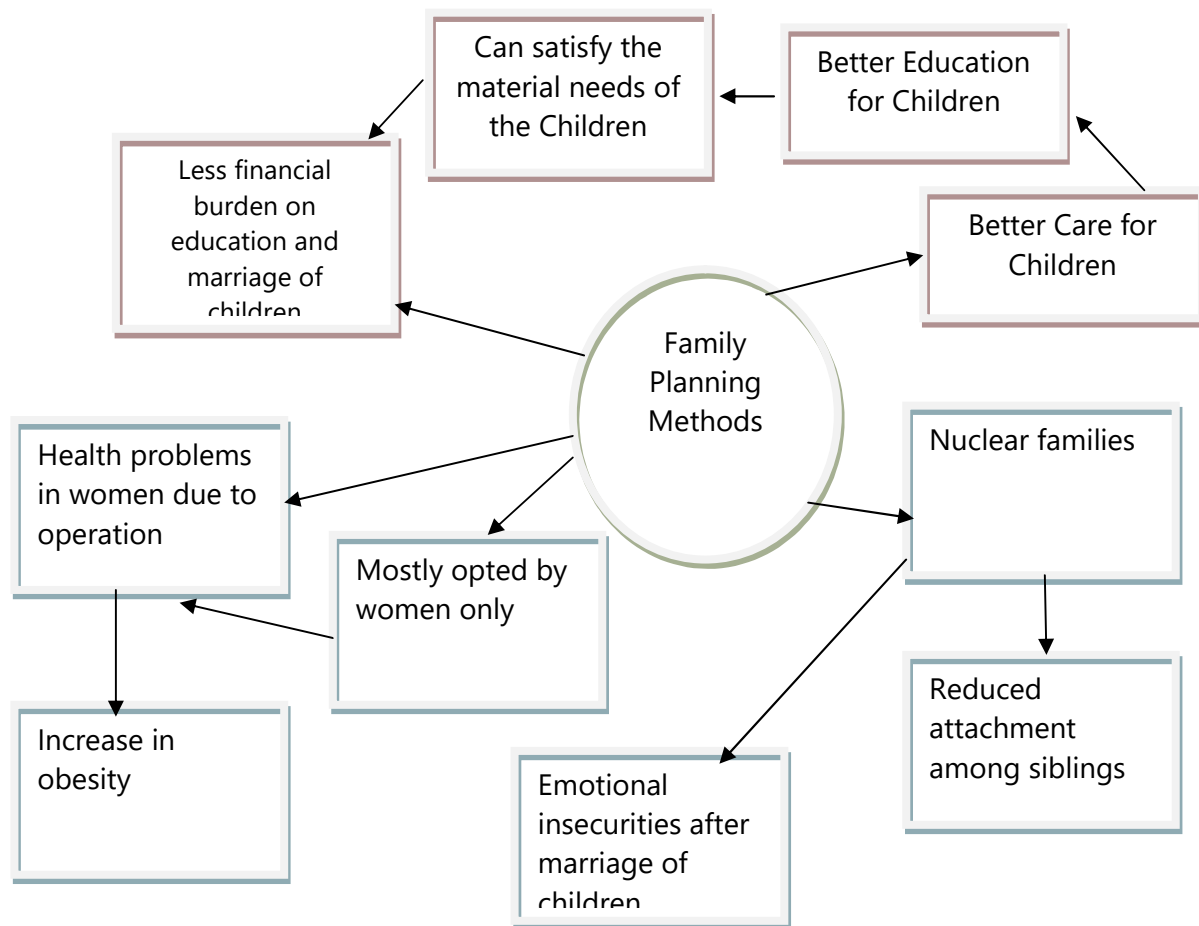 Can satisfy the
material needs of
the Children
Better Education
for Children
Less financial
burden on
education and
marriage of
children
Better Care for
Children
Family
Planning
Methods
Health problems
in women due to
operation
Nuclear families
Mostly opted by
women only
Increase in
obesity
Reduced
attachment
among siblings
Emotional
insecurities after
marriage of
children